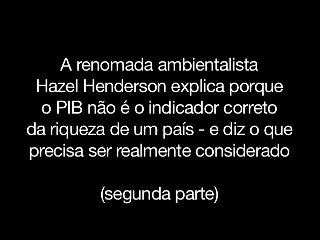 A renomada ambientalista
Hazel Henderson explica porque
o PIB não é o indicador correto
da riqueza de um país - e diz o que
precisa ser realmente considerado
(segunda parte)